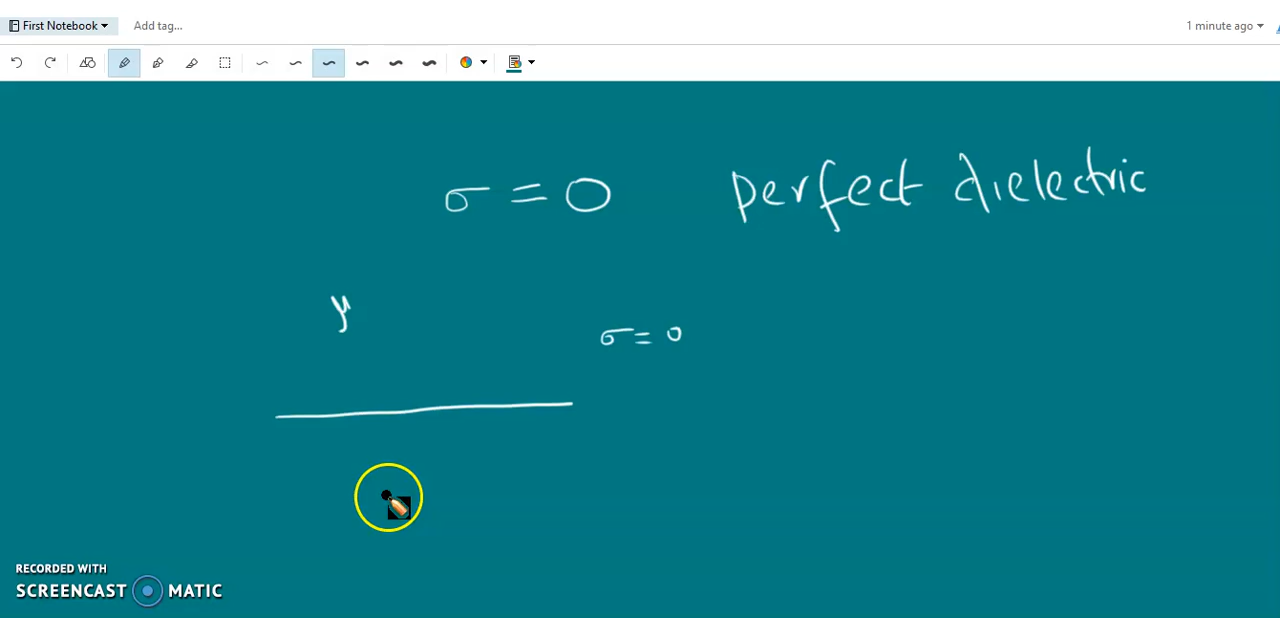 First Notebook
Add tag...
1 minute ago
σ = 0 perfect dielectric
y
σ = 0
RECORDED WITH
SCREENCAST MATIC